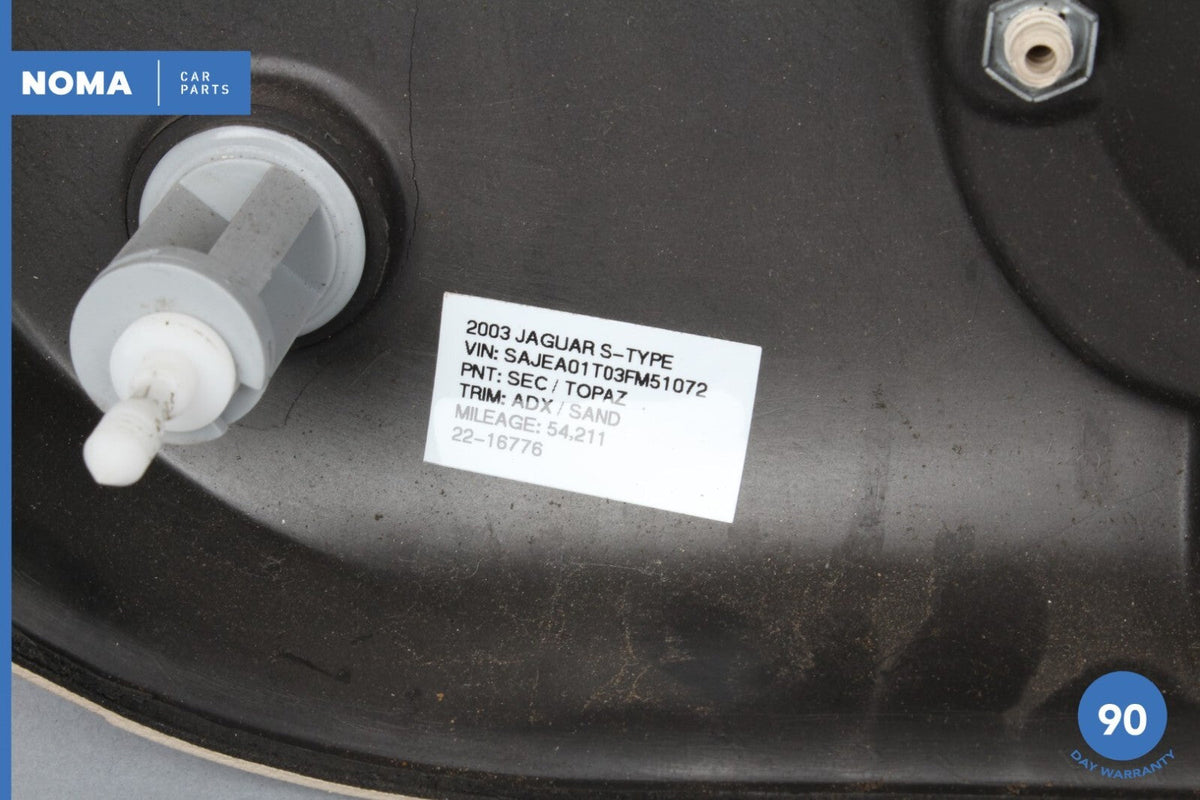 NOMA
CAR
PARTS
2003 JAGUAR S-TYPE
VIN: SAJEA01T03FM51072
PNT: SEC / TOPAZ
TRIM: ADX / SAND
MILEAGE: 54,211
22-16776
90
DAY WARRANTY